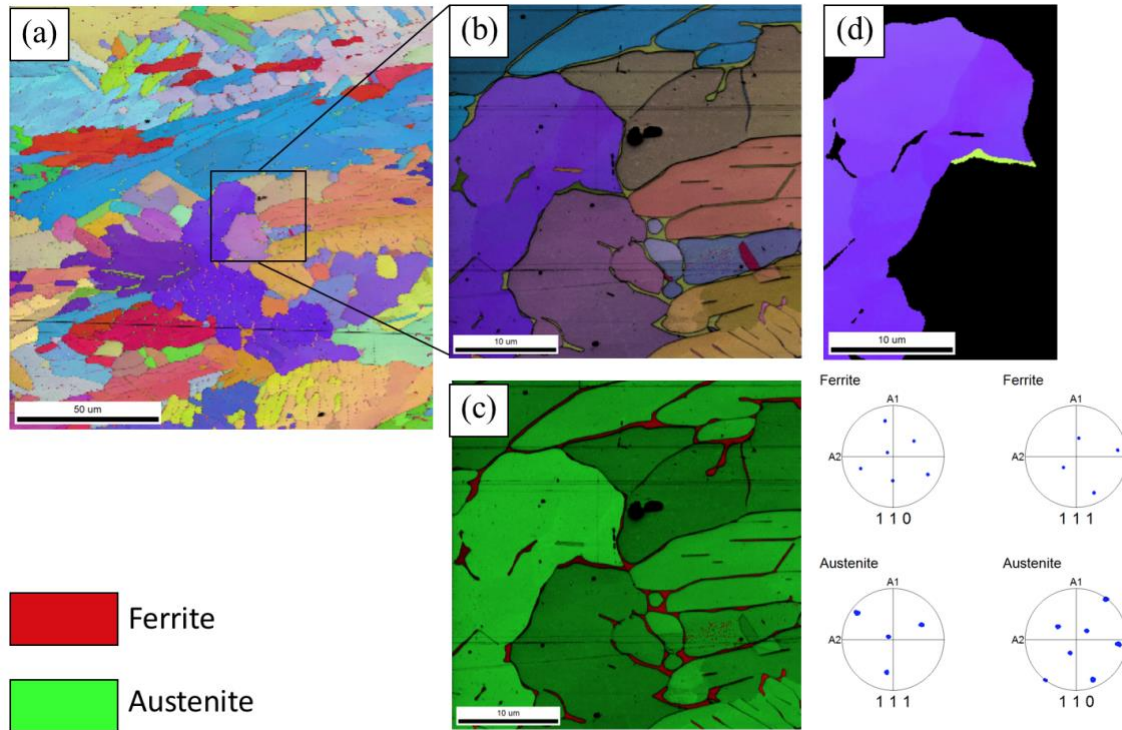 (a)
50 um
(b)
10 um
(c)
10 um
(d)
10 um
Ferrite
Austenite
Ferrite
A1
A2
1 1 0
Ferrite
A1
A2
1 1 1
Austenite
A1
A2
1 1 1
Austenite
A1
A2
1 1 0